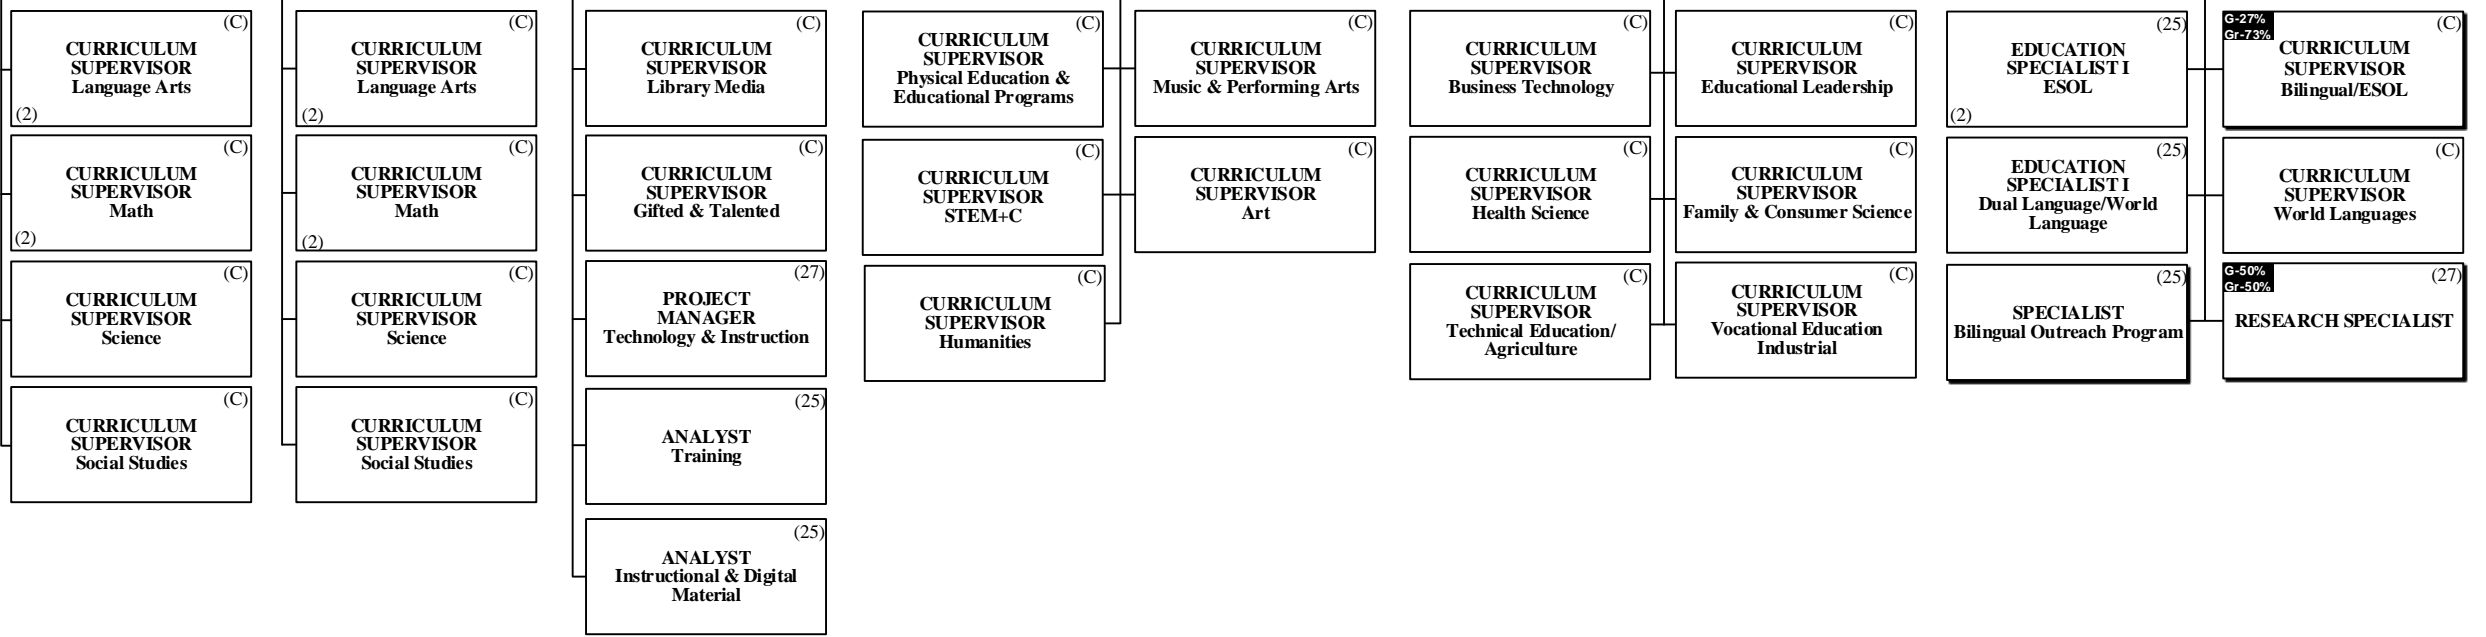 (C)
CURRICULUM
SUPERVISOR
Language Arts
(2)
(C)
CURRICULUM
SUPERVISOR
Math
(2)
(C)
CURRICULUM
SUPERVISOR
Science
(C)
CURRICULUM
SUPERVISOR
Social Studies
(C)
CURRICULUM
SUPERVISOR
Language Arts
(2)
(C)
CURRICULUM
SUPERVISOR
Math
(2)
(C)
CURRICULUM
SUPERVISOR
Science
(C)
CURRICULUM
SUPERVISOR
Social Studies
(C)
CURRICULUM
SUPERVISOR
Library Media
(C)
CURRICULUM
SUPERVISOR
Gifted & Talented
(27)
PROJECT
MANAGER
Technology & Instruction
(25)
ANALYST
Training
(25)
ANALYST
Instructional & Digital
Material
(C)
CURRICULUM
SUPERVISOR
Physical Education &
Educational Programs
(C)
CURRICULUM
SUPERVISOR
STEM+C
(C)
CURRICULUM
SUPERVISOR
Humanities
(C)
CURRICULUM
SUPERVISOR
Music & Performing Arts
(C)
CURRICULUM
SUPERVISOR
Art
(C)
CURRICULUM
SUPERVISOR
Business Technology
(C)
CURRICULUM
SUPERVISOR
Health Science
(C)
CURRICULUM
SUPERVISOR
Technical Education/
Agriculture
(C)
CURRICULUM
SUPERVISOR
Educational Leadership
(C)
CURRICULUM
SUPERVISOR
Family & Consumer Science
(C)
CURRICULUM
SUPERVISOR
Vocational Education
Industrial
(25)
EDUCATION
SPECIALIST I
ESOL
(2)
(25)
EDUCATION
SPECIALIST I
Dual Language/World
Language
(25)
SPECIALIST
Bilingual Outreach Program
G-27%
Gr-73%
(C)
CURRICULUM
SUPERVISOR
Bilingual/ESOL
(C)
CURRICULUM
SUPERVISOR
World Languages
G-50%
Gr-50%
(27)
RESEARCH SPECIALIST